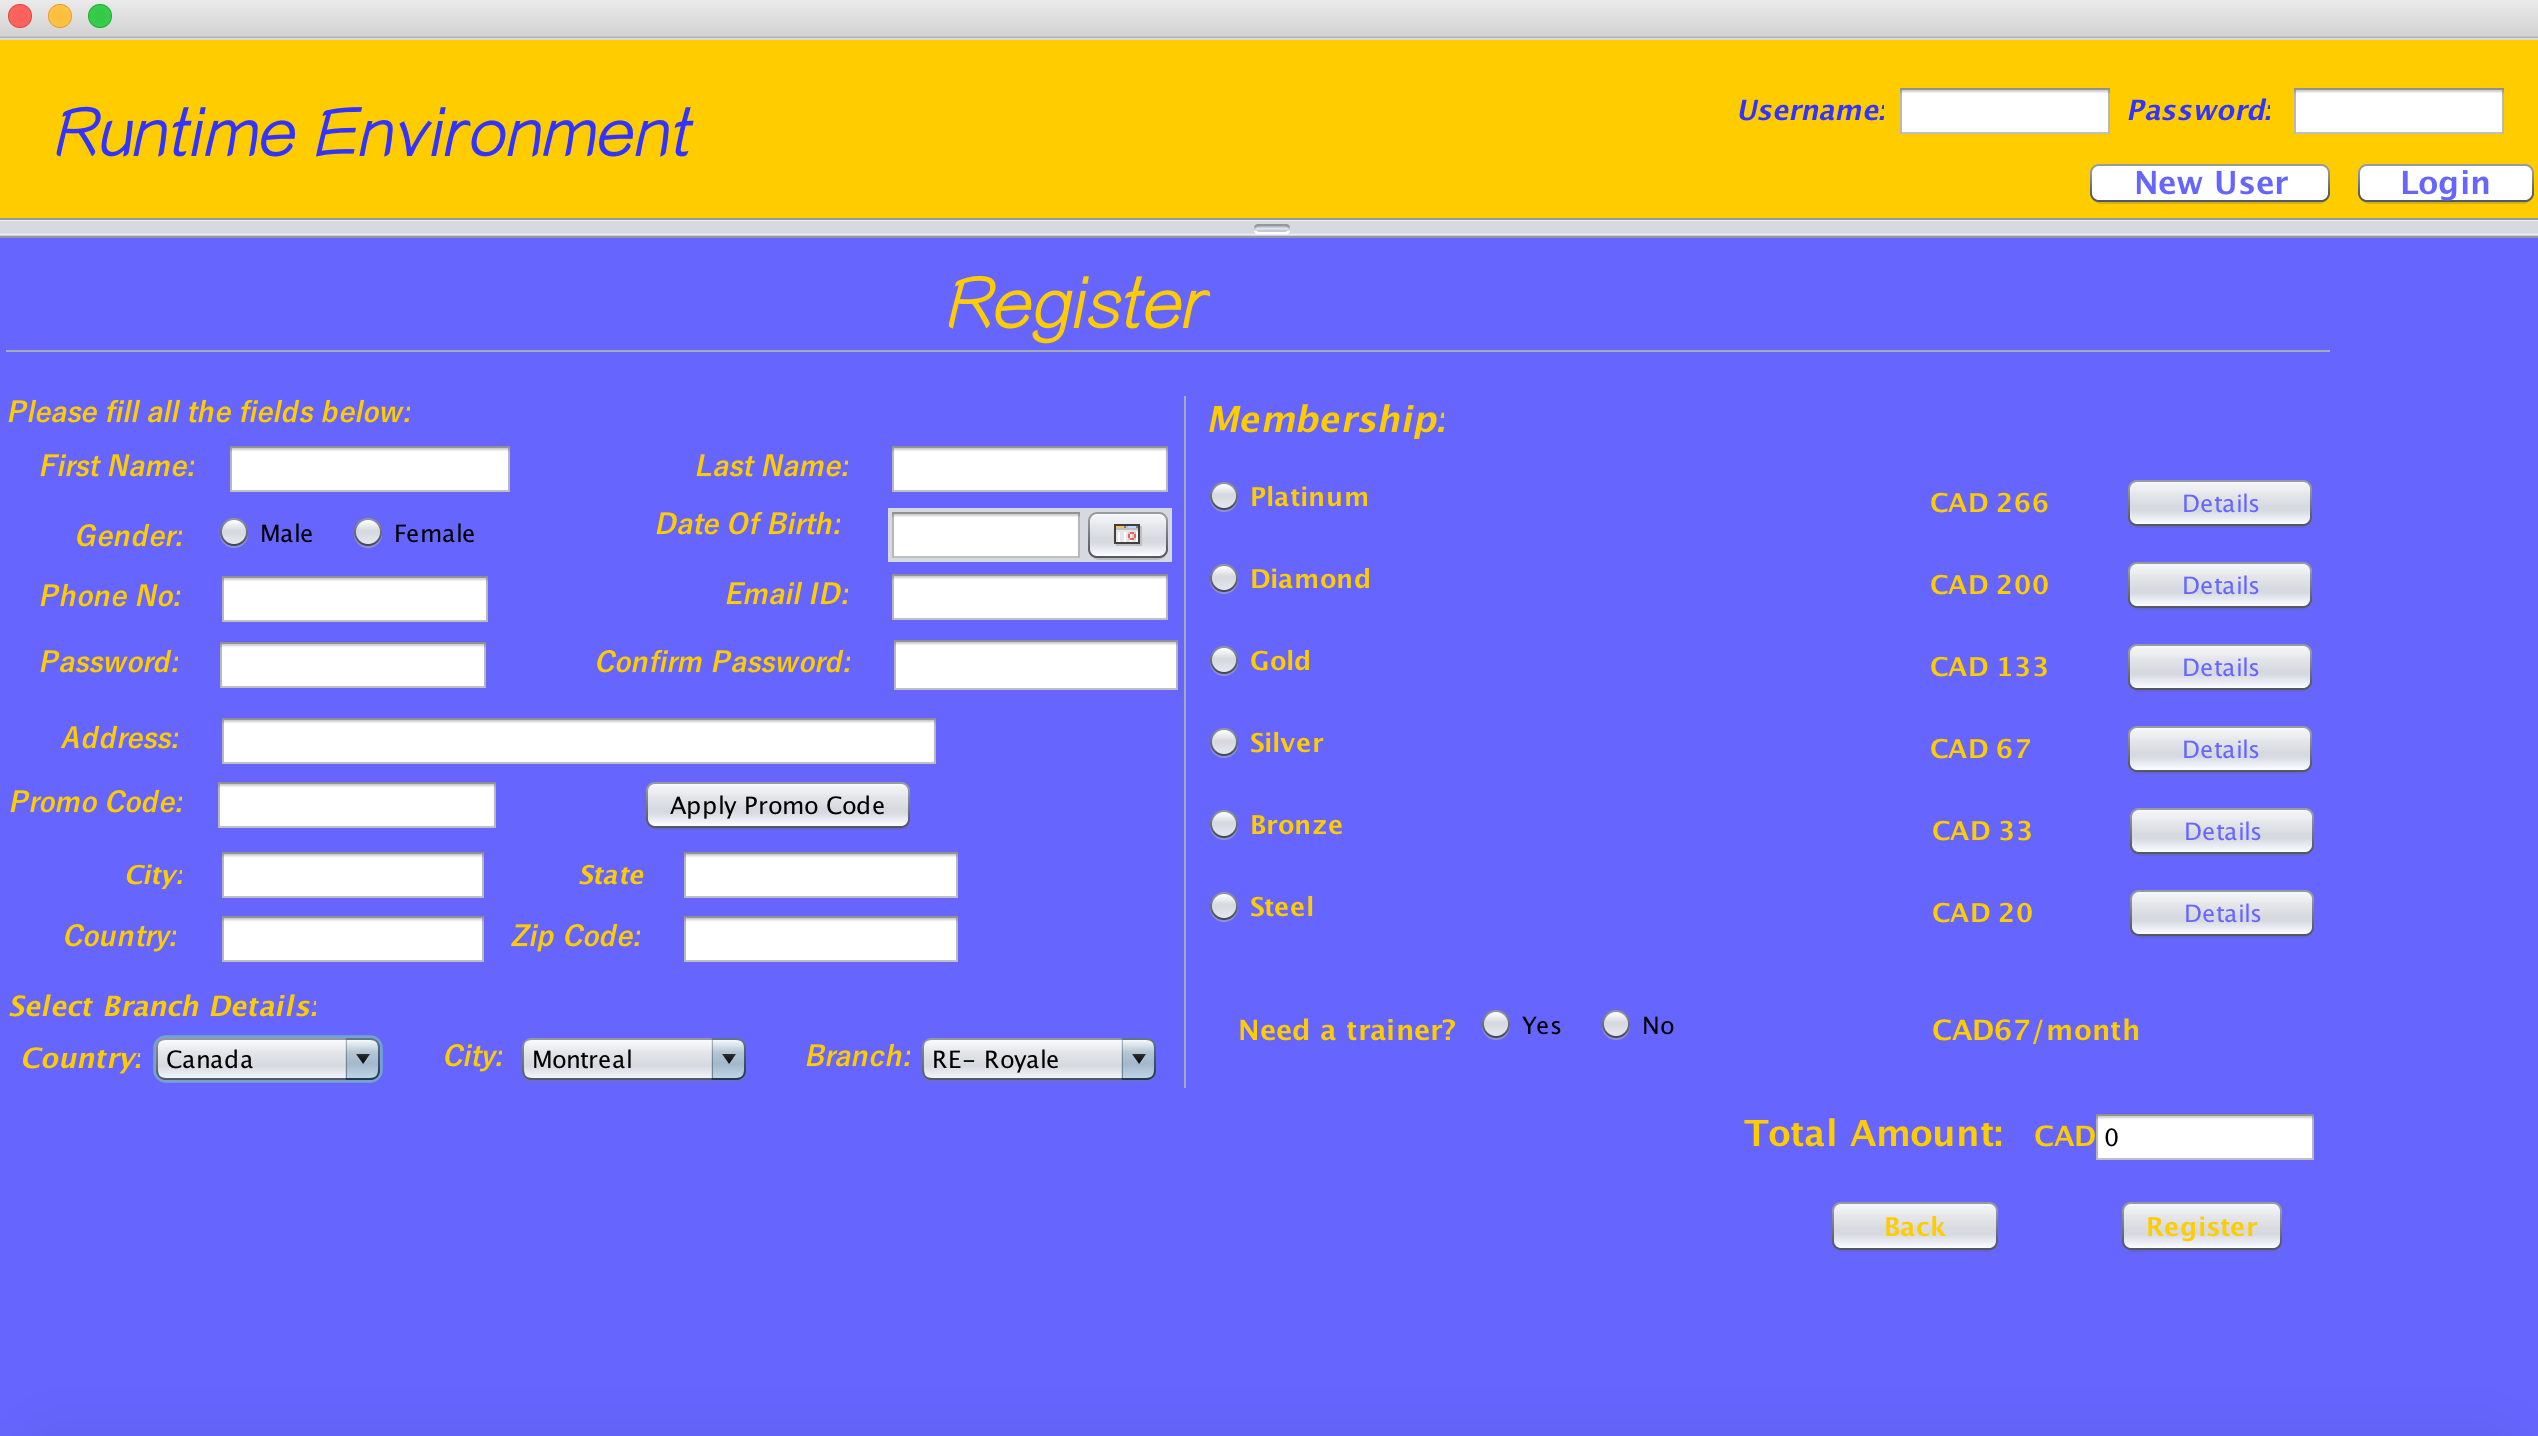 Runtime Environment
Username: Password:
New User Login
Register
Please fill all the fields below:
First Name: Last Name:
Gender: Male Female Date Of Birth:
Phone No: Email ID:
Password: Confirm Password:
Address:
Promo Code: Apply Promo Code
City: State
Country: Zip Code:
Select Branch Details:
Country: Canada City: Montreal Branch: RE- Royale
Membership:
Platinum CAD 266 Details
Diamond CAD 200 Details
Gold CAD 133 Details
Silver CAD 67 Details
Bronze CAD 33 Details
Steel CAD 20 Details
Need a trainer? Yes No CAD67/month
Total Amount: CAD 0
Back Register